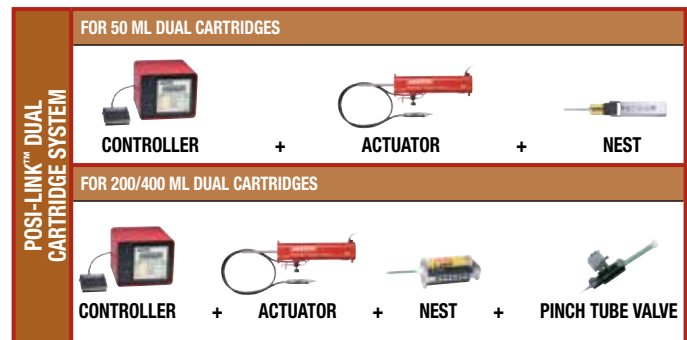 POSI-LINK™ DUAL
CARTRIDGE SYSTEM
FOR 50 ML DUAL CARTRIDGES
CONTROLLER + ACTUATOR + NEST
FOR 200/400 ML DUAL CARTRIDGES
CONTROLLER + ACTUATOR + NEST + PINCH TUBE VALVE